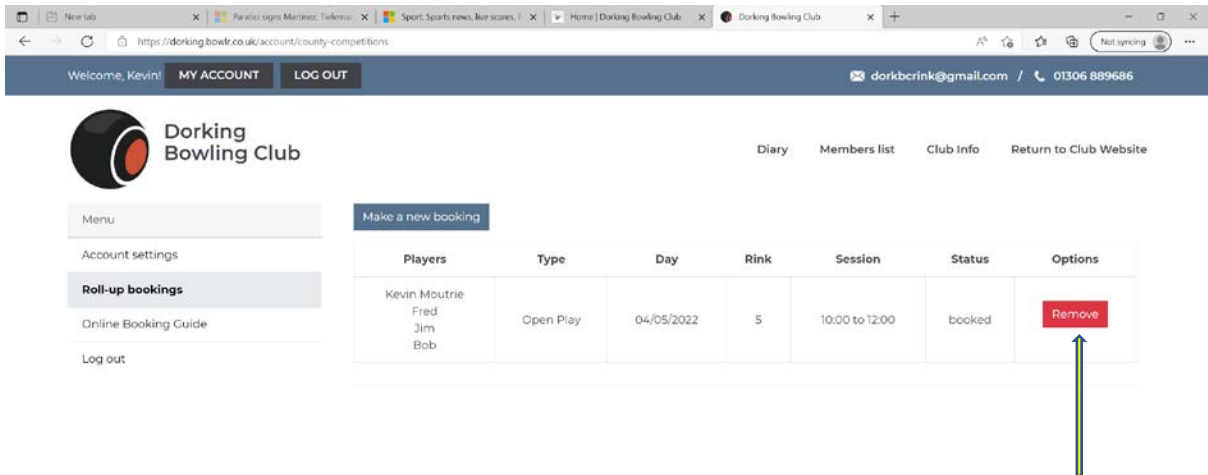 New tab
Paratici signs Martinez, Tieleman
Sport: Sports news, live scores, f
Home | Dorking Bowling Club
Dorking Bowling Club
https://dorking.bowlr.co.uk/account/county-competitions
Not syncing
Welcome, Kevin! MY ACCOUNT LOG OUT
dorkbcrink@gmail.com / 01306 889686
Dorking
Bowling Club
Diary Members list Club Info Return to Club Website
Menu
Make a new booking
Account settings
Roll-up bookings
Online Booking Guide
Log out
Players Type Day Rink Session Status Options
Kevin Moutrie
Fred
Jim
Bob
Open Play 04/05/2022 5 10:00 to 12:00 booked Remove